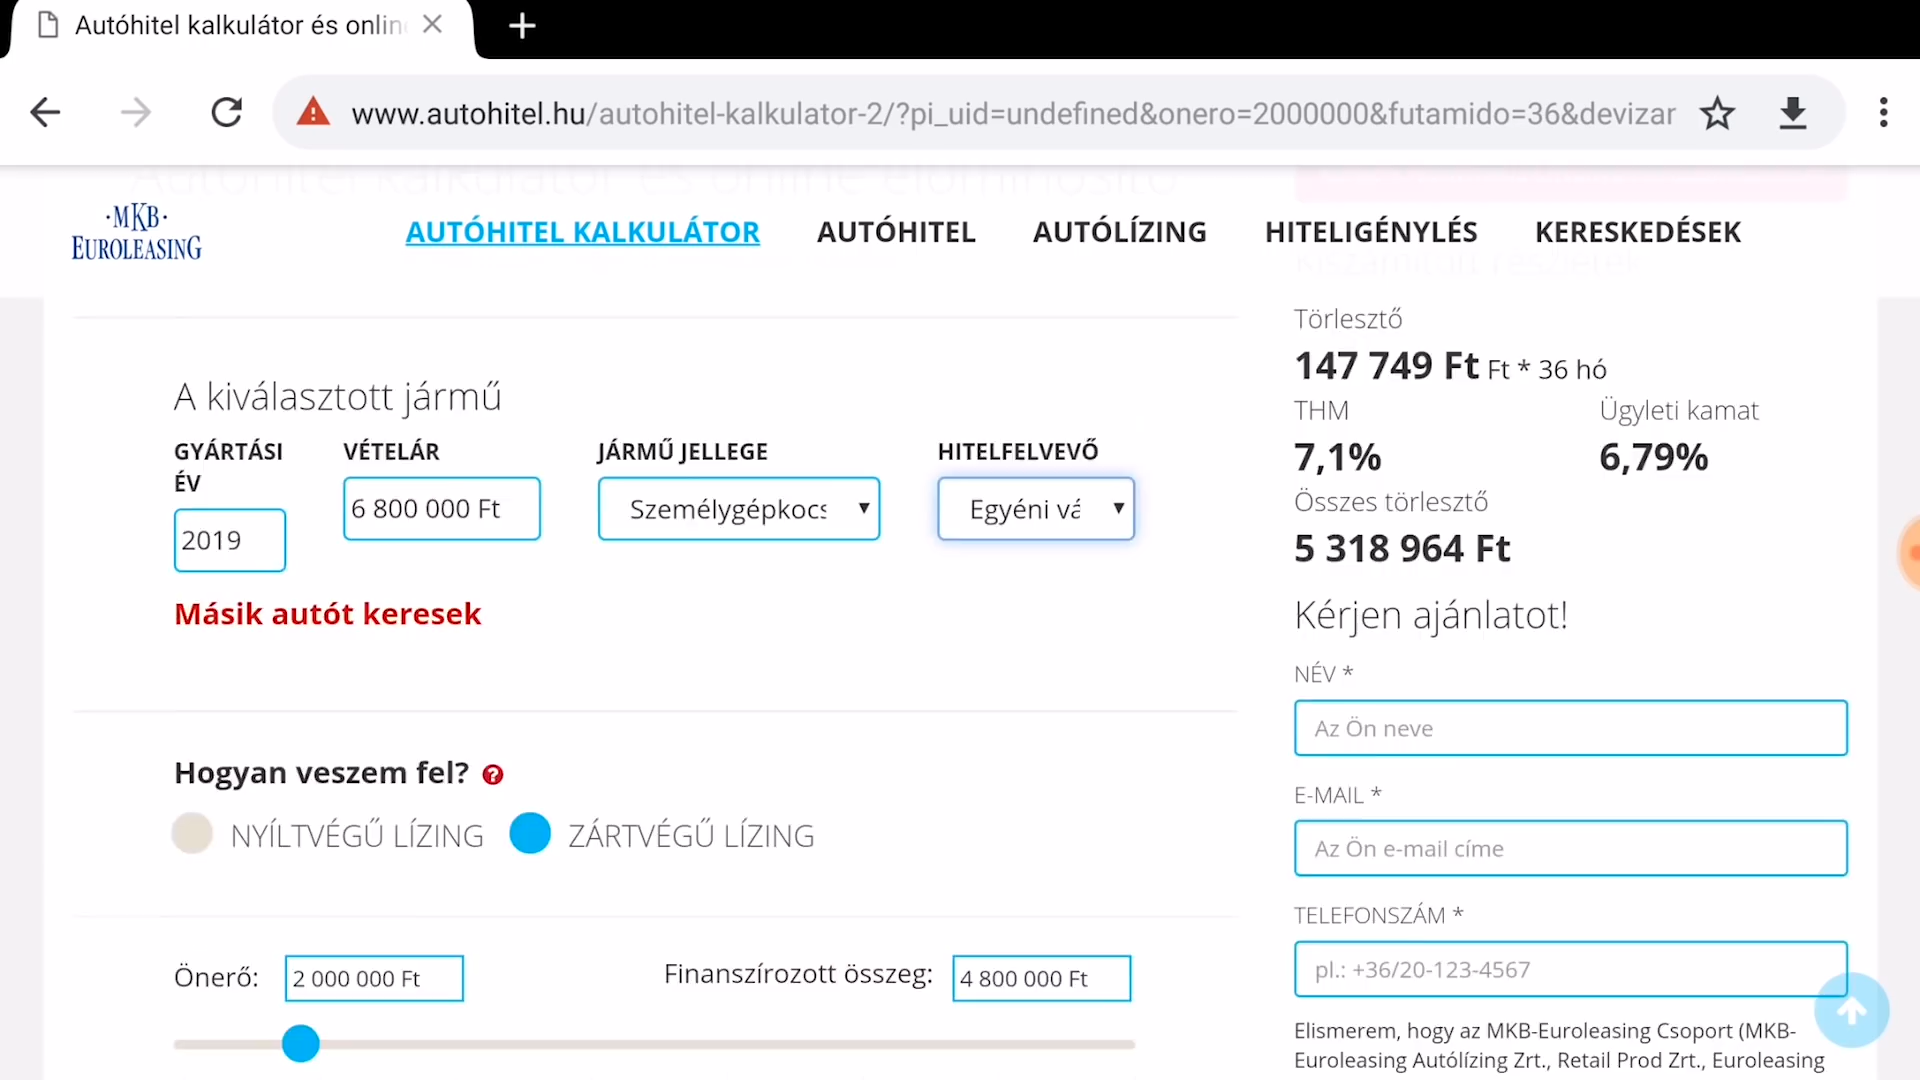 Autóhitel kalkulátor és onlin
www.autohitel.hu/autohitel-kalkulator-2/?pi_uid=undefined&onero=2000000&futamido=36&devizar
Autóhitel kalkulátor és online előminősítő
·MKB·
EUROLEASING
AUTÓHITEL KALKULÁTOR
AUTÓHITEL
AUTÓLÍZING
HITELIGÉNYLÉS
KERESKEDÉSEK
A kiválasztott jármű
GYÁRTÁSI
ÉV
2019
VÉTELÁR
6 800 000 Ft
JÁRMŰ JELLEGE
Személygépkocs
HITELFELVEVŐ
Egyéni vá
Másik autót keresek
Hogyan veszem fel? ?
NYÍLTVÉGŰ LÍZING
ZÁRTVÉGŰ LÍZING
Önerő: 2 000 000 Ft
Finanszírozott összeg: 4 800 000 Ft
Törlesztő
147 749 Ft Ft * 36 hó
THM
7,1%
Ügyleti kamat
6,79%
Összes törlesztő
5 318 964 Ft
Kérjen ajánlatot!
NÉV *
Az Ön neve
E-MAIL *
Az Ön e-mail címe
TELEFONSZÁM *
pl.: +36/20-123-4567
Elismerem, hogy az MKB-Euroleasing Csoport (MKB-
Euroleasing Autólízing Zrt., Retail Prod Zrt., Euroleasing